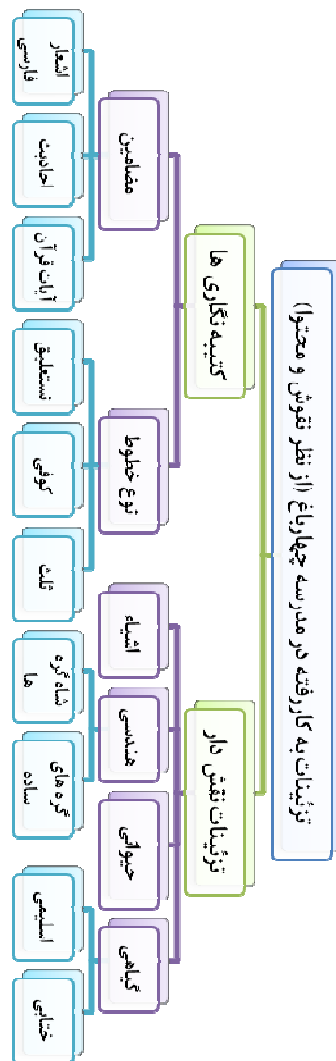 تزئینات به کار رفته در مدرسه چهارباغ (از نظر نقوش و محتوا)
تزئینات نقش دار
کتیبه نگاری ها
گیاهی
حیوانی
هندسی
اشیاء
نوع خطوط
مضامین
ختایی
اسلیمی
گره های
ساده
شاه گره
ها
ثلث
کوفی
نستعلیق
آیات قرآن
احادیث
اشعار
فارسی